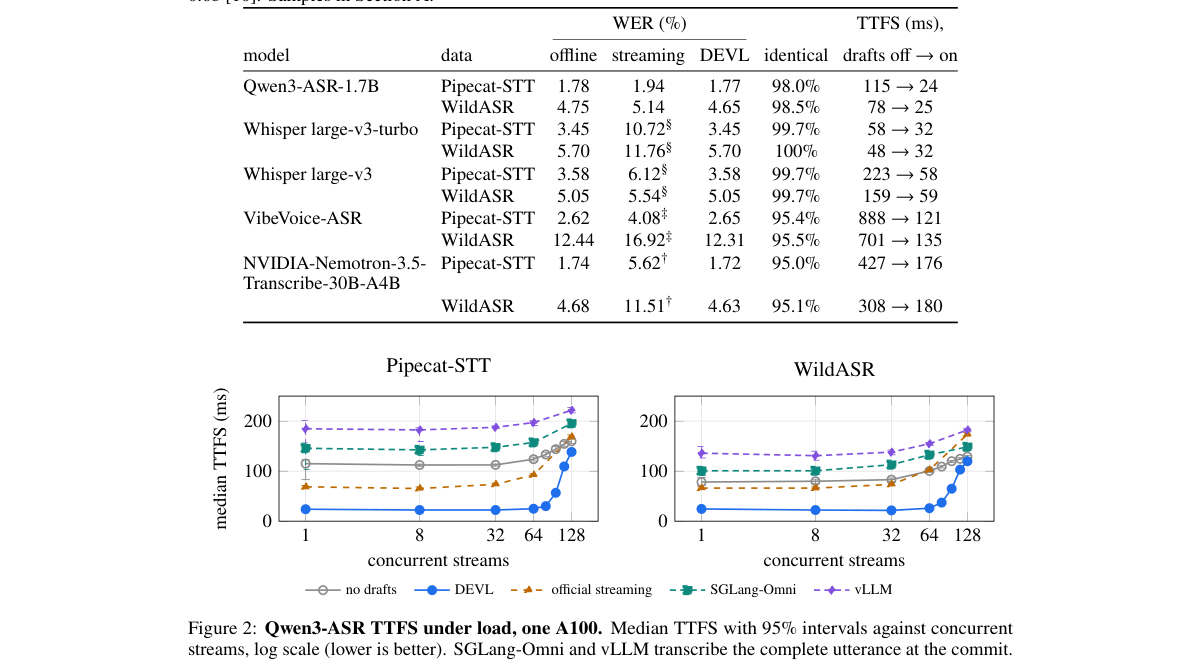 WER (%) TTFS (ms),
model data offline streaming DEVL identical drafts off → on
Qwen3-ASR-1.7B Pipecat-STT 1.78 1.94 1.77 98.0% 115 → 24
WildASR 4.75 5.14 4.65 98.5% 78 → 25
Whisper large-v3-turbo Pipecat-STT 3.45 10.72§ 3.45 99.7% 58 → 32
WildASR 5.70 11.76§ 5.70 100% 48 → 32
Whisper large-v3 Pipecat-STT 3.58 6.12§ 3.58 99.7% 223 → 58
WildASR 5.05 5.54§ 5.05 99.7% 159 → 59
VibeVoice-ASR Pipecat-STT 2.62 4.08‡ 2.65 95.4% 888 → 121
WildASR 12.44 16.92‡ 12.31 95.5% 701 → 135
NVIDIA-Nemotron-3.5- Pipecat-STT 1.74 5.62† 1.72 95.0% 427 → 176
Transcribe-30B-A4B
WildASR 4.68 11.51† 4.63 95.1% 308 → 180
Pipecat-STT
median TTFS (ms)
200
100
0
1 8 32 64 128
concurrent streams
WildASR
200
100
0
1 8 32 64 128
concurrent streams
no drafts DEVL official streaming SGLang-Omni vLLM
Figure 2: Qwen3-ASR TTFS under load, one A100. Median TTFS with 95% intervals against concurrent
streams, log scale (lower is better). SGLang-Omni and vLLM transcribe the complete utterance at the commit.